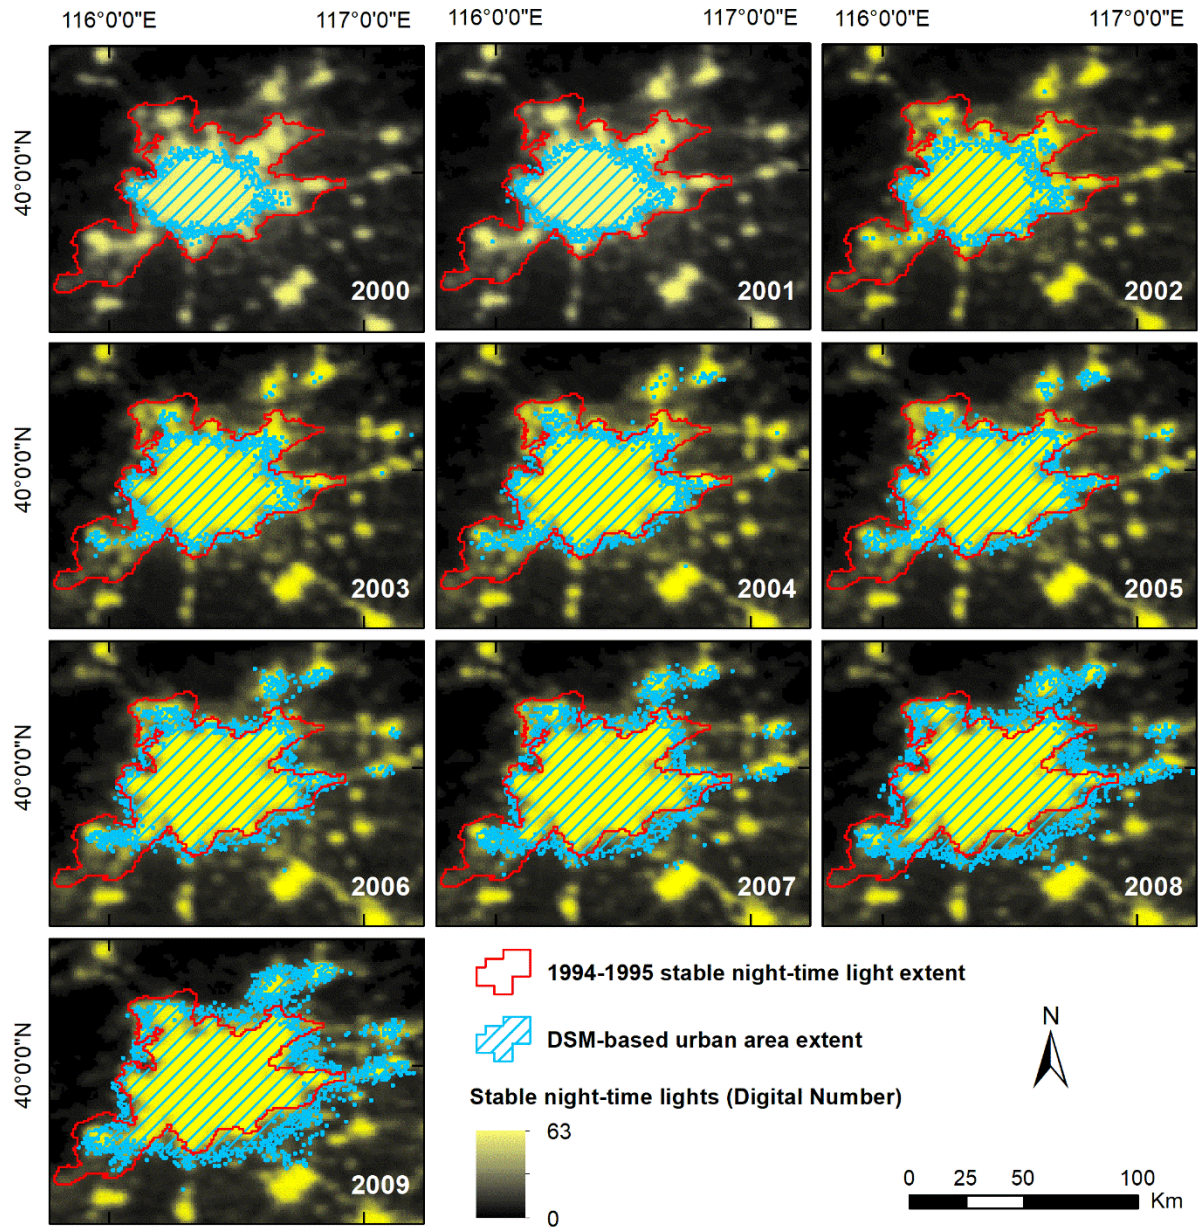 116°0'0"E 117°0'0"E 116°0'0"E 117°0'0"E 116°0'0"E 117°0'0"E
40°0'0"N
2000
2001
2002
40°0'0"N
2003
2004
2005
40°0'0"N
2006
2007
2008
40°0'0"N
2009
1994-1995 stable night-time light extent
DSM-based urban area extent
Stable night-time lights (Digital Number)
63
0
N
0 25 50 100
Km